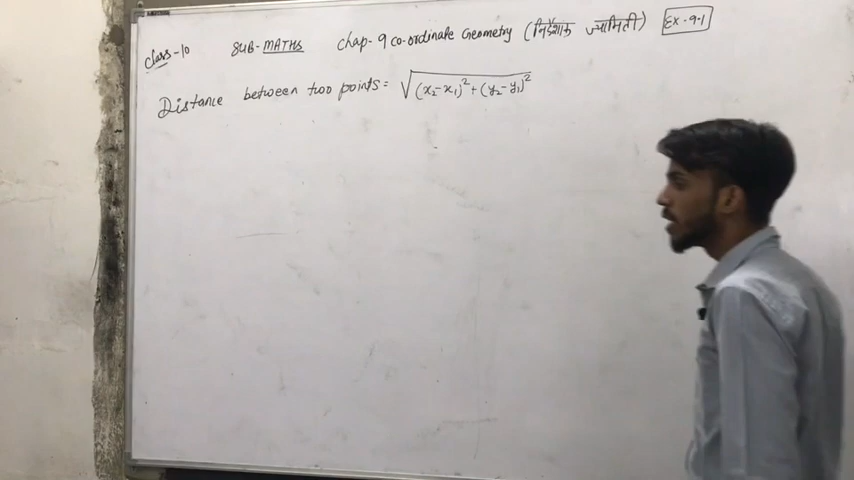 Class-10 SUB-MATHS Chap-9 co-ordinate Geometry (निर्देशांक ज्यामिती) EX-9.1
Distance between two points = √(x₂-x₁)²+(y₂-y₁)²